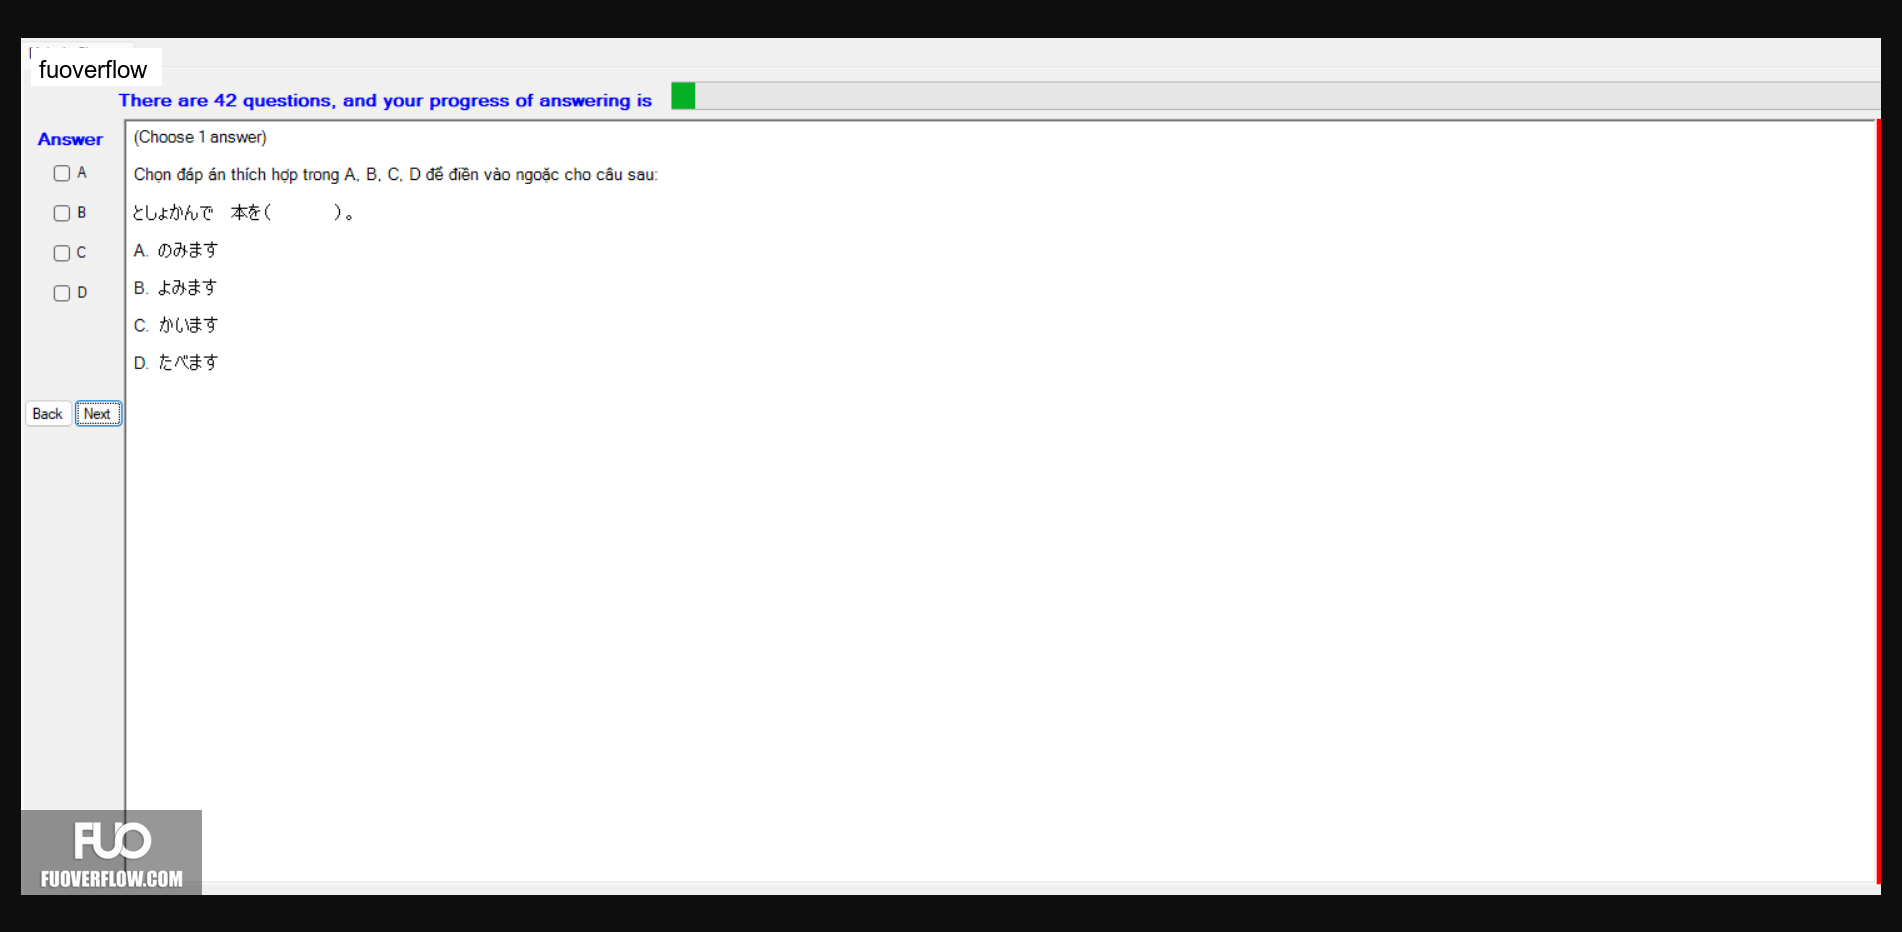 fuoverflow
There are 42 questions, and your progress of answering is
Answer
(Choose 1 answer)
A
Chọn đáp án thích hợp trong A, B, C, D để điền vào ngoặc cho câu sau:
B
としょかんで　本を(　　　)。
C
A. のみます
D
B. よみます
C. かいます
D. たべます
Back Next
FUO
FUOVERFLOW.COM